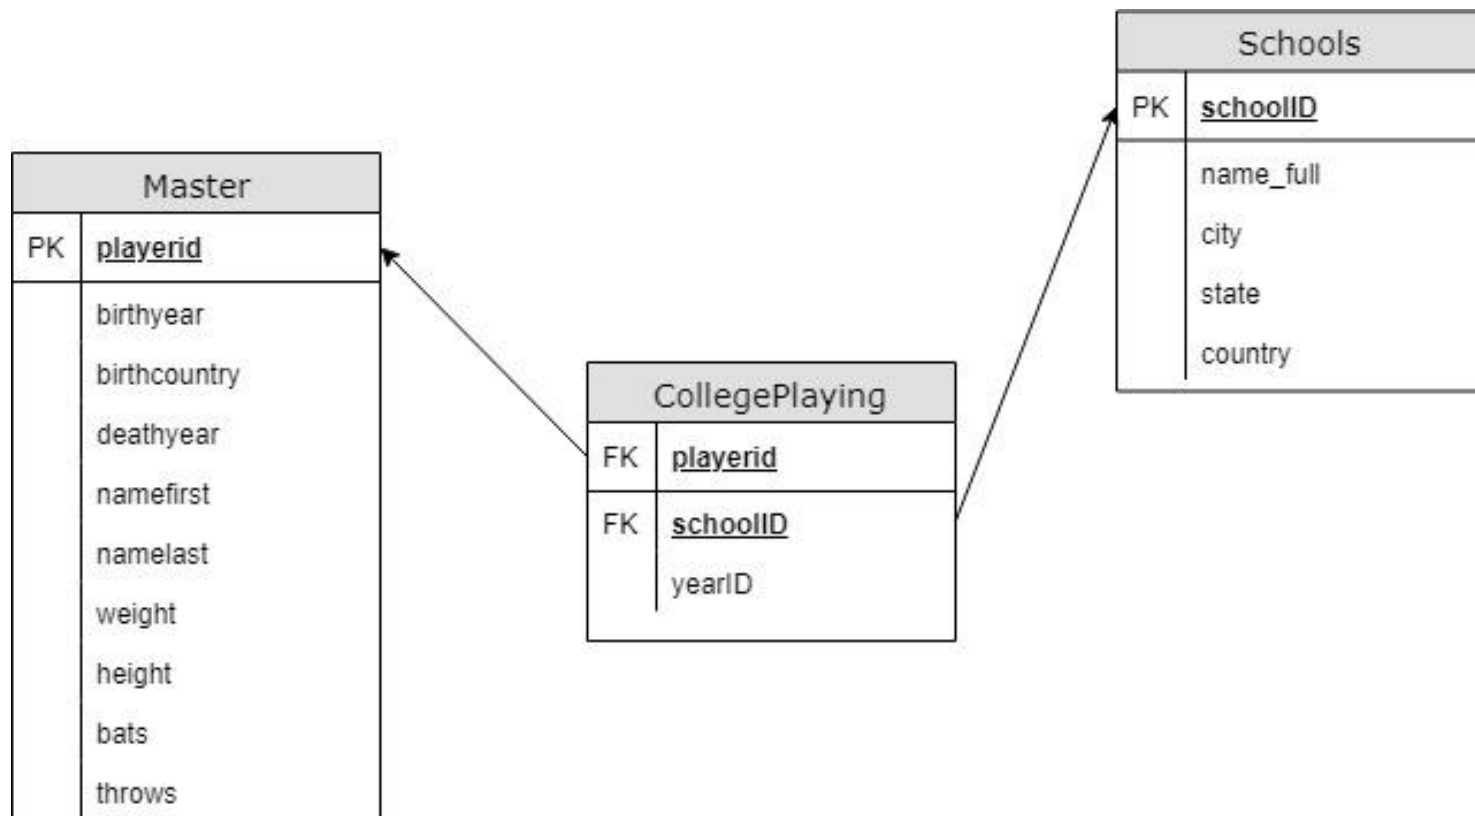 Master
PK playerid
birthyear
birthcountry
deathyear
namefirst
namelast
weight
height
bats
throws
CollegePlaying
FK playerid
FK schoolID
yearID
Schools
PK schoolID
name_full
city
state
country